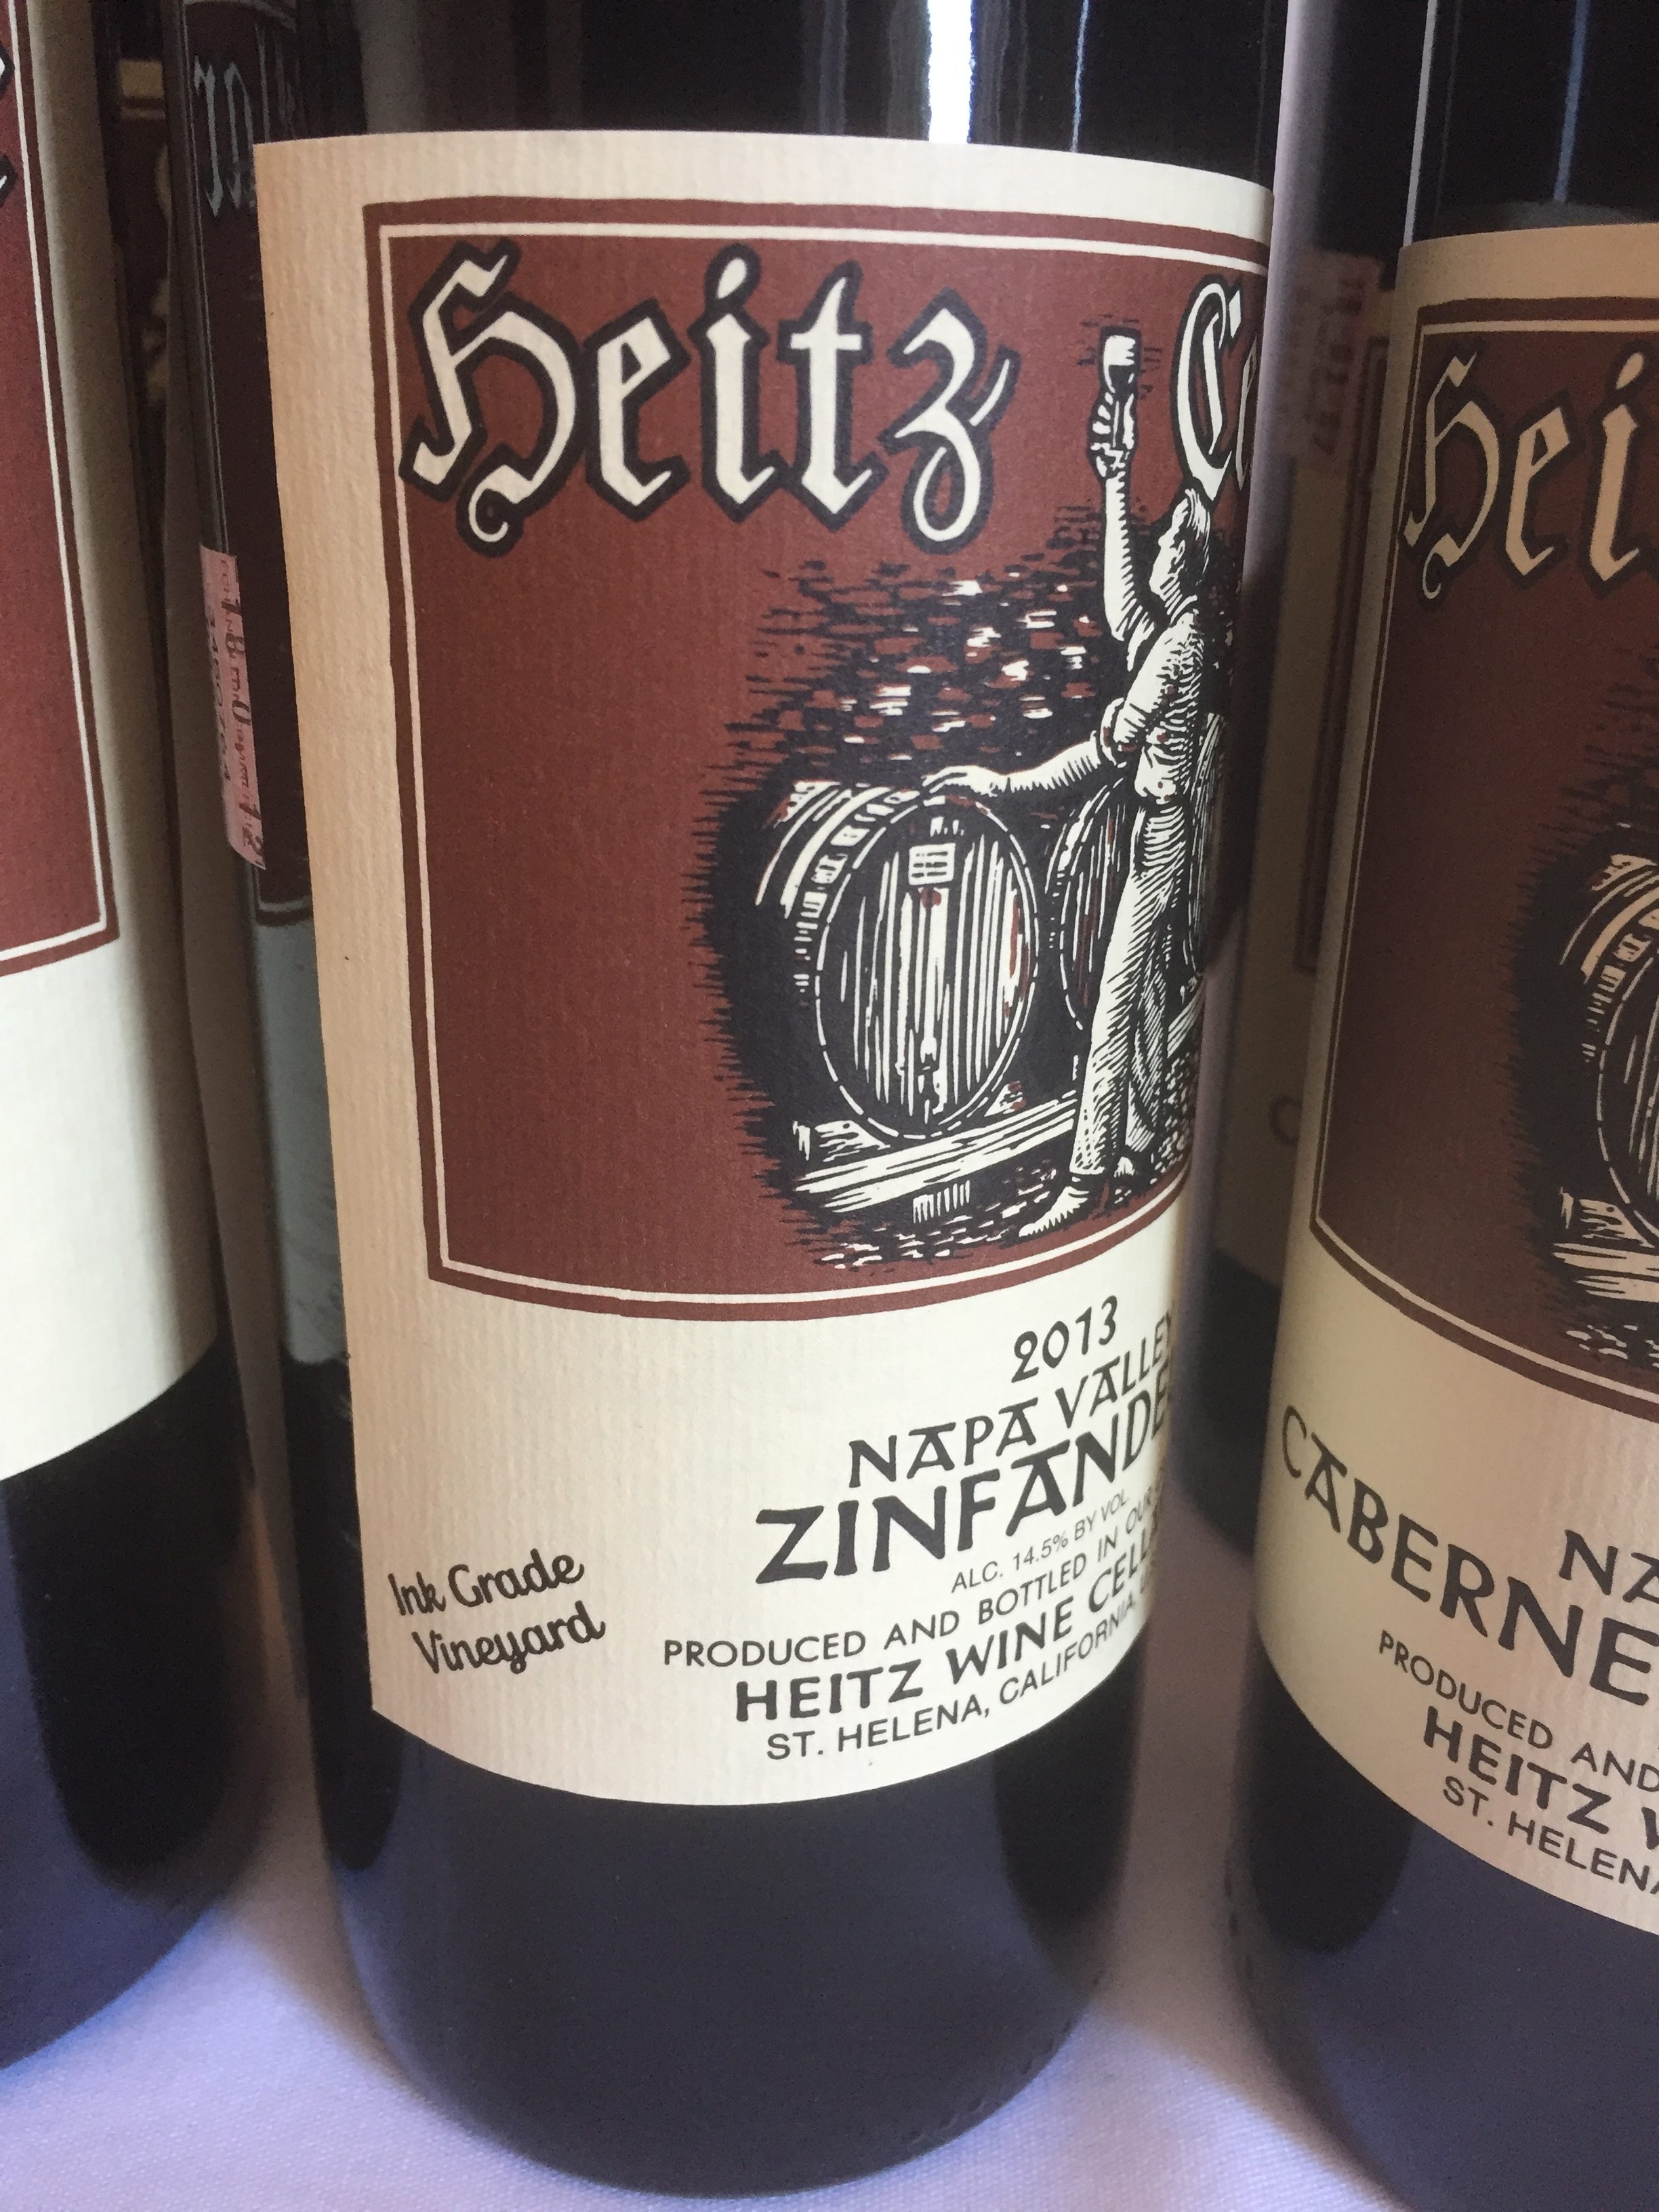 Heitz Ce
2013
NAPA VALLEY
ZINFANDE
ALC. 14.5% BY VOL.
PRODUCED AND BOTTLED IN OUR
HEITZ WINE CELL
ST. HELENA, CALIFORNIA,
Ink Grade
Vineyard
Hei
NA
CABERNE
PRODUCED AND
HEITZ W
ST. HELENA